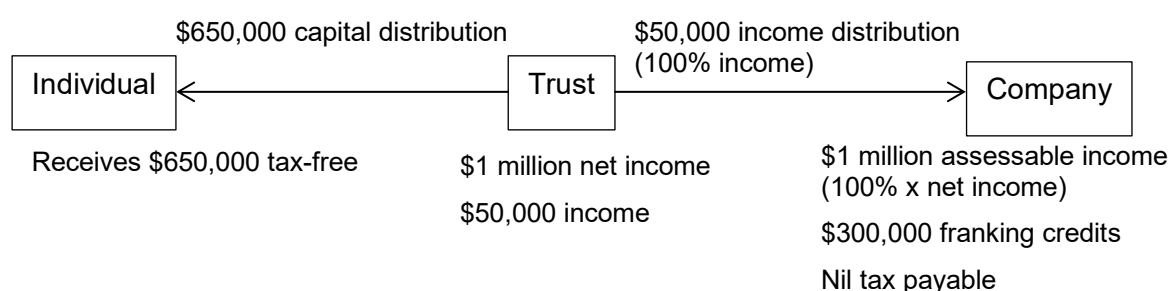 $650,000 capital distribution
$50,000 income distribution
(100% income)
Individual
Trust
Company
Receives $650,000 tax-free
$1 million net income
$50,000 income
$1 million assessable income
(100% x net income)
$300,000 franking credits
Nil tax payable